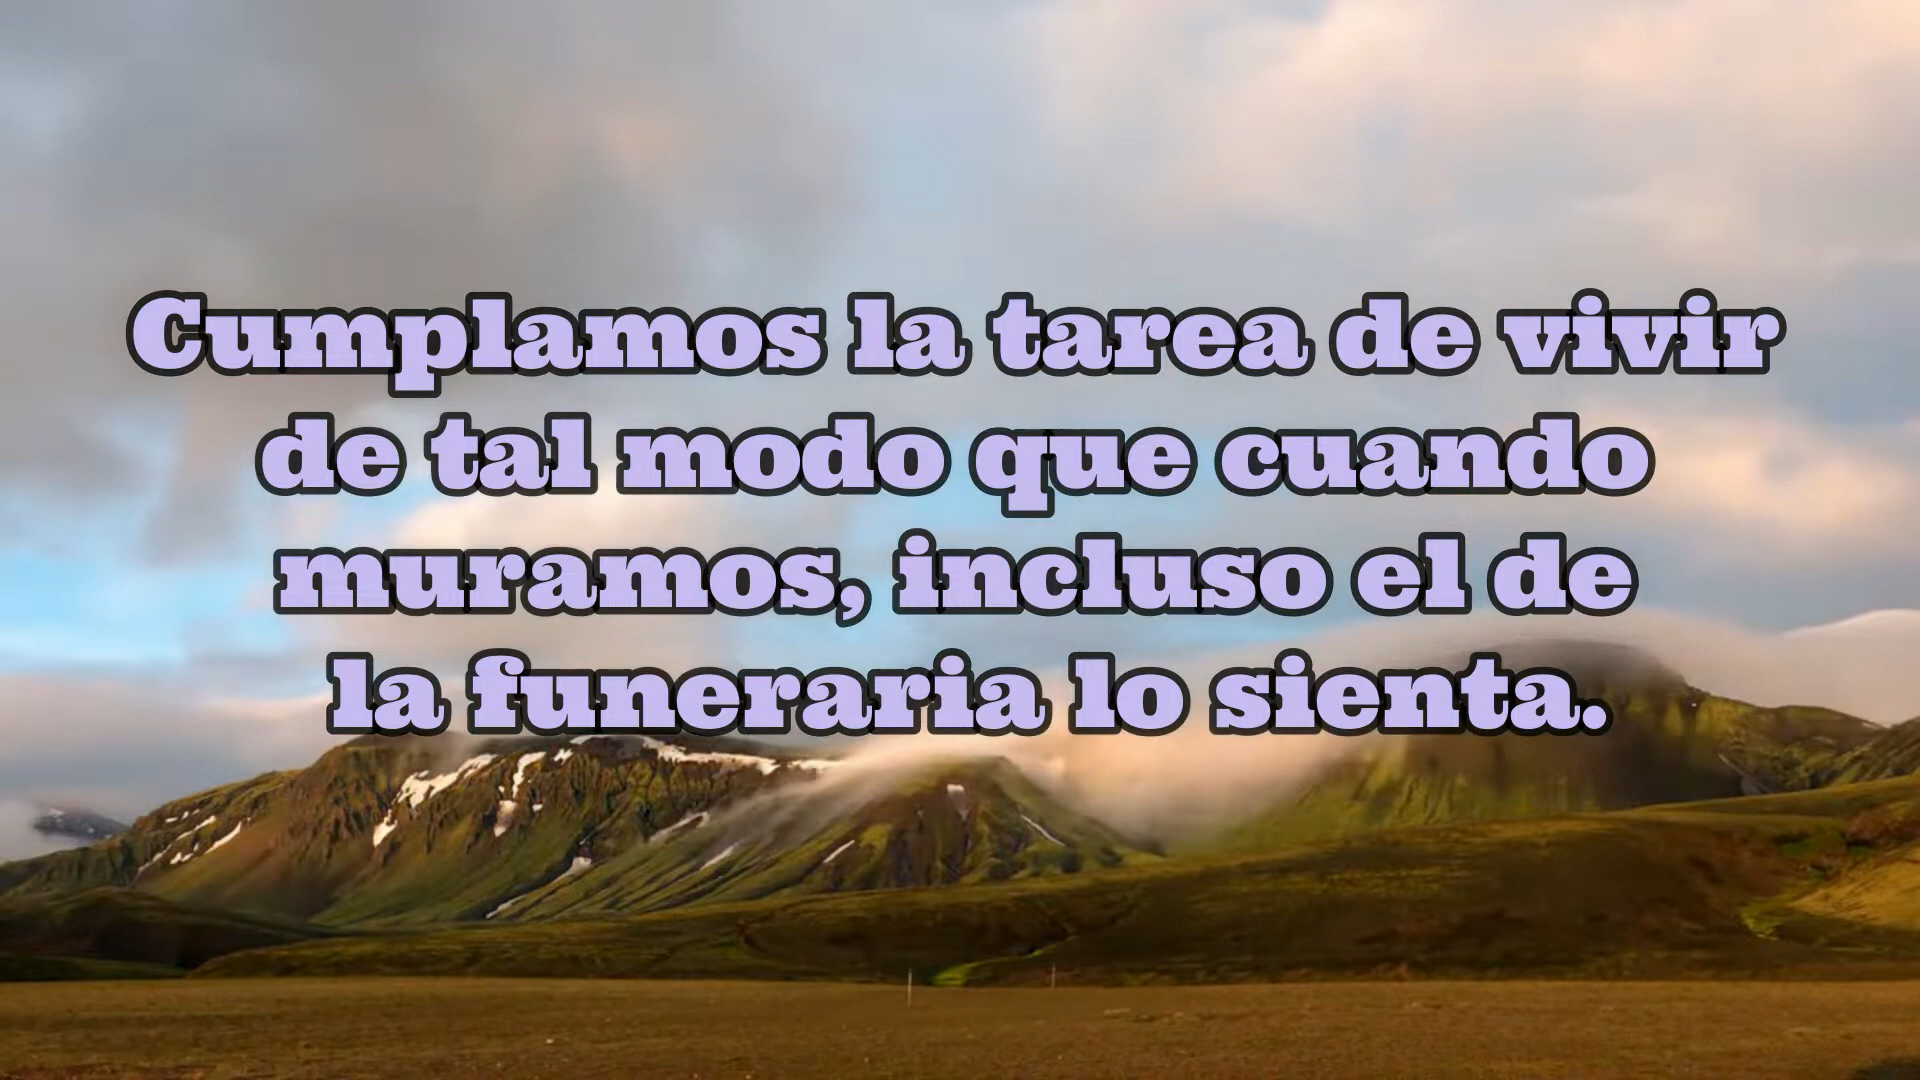 Cumplamos la tarea de vivir
de tal modo que cuando
muramos, incluso el de
la funeraria lo sienta.